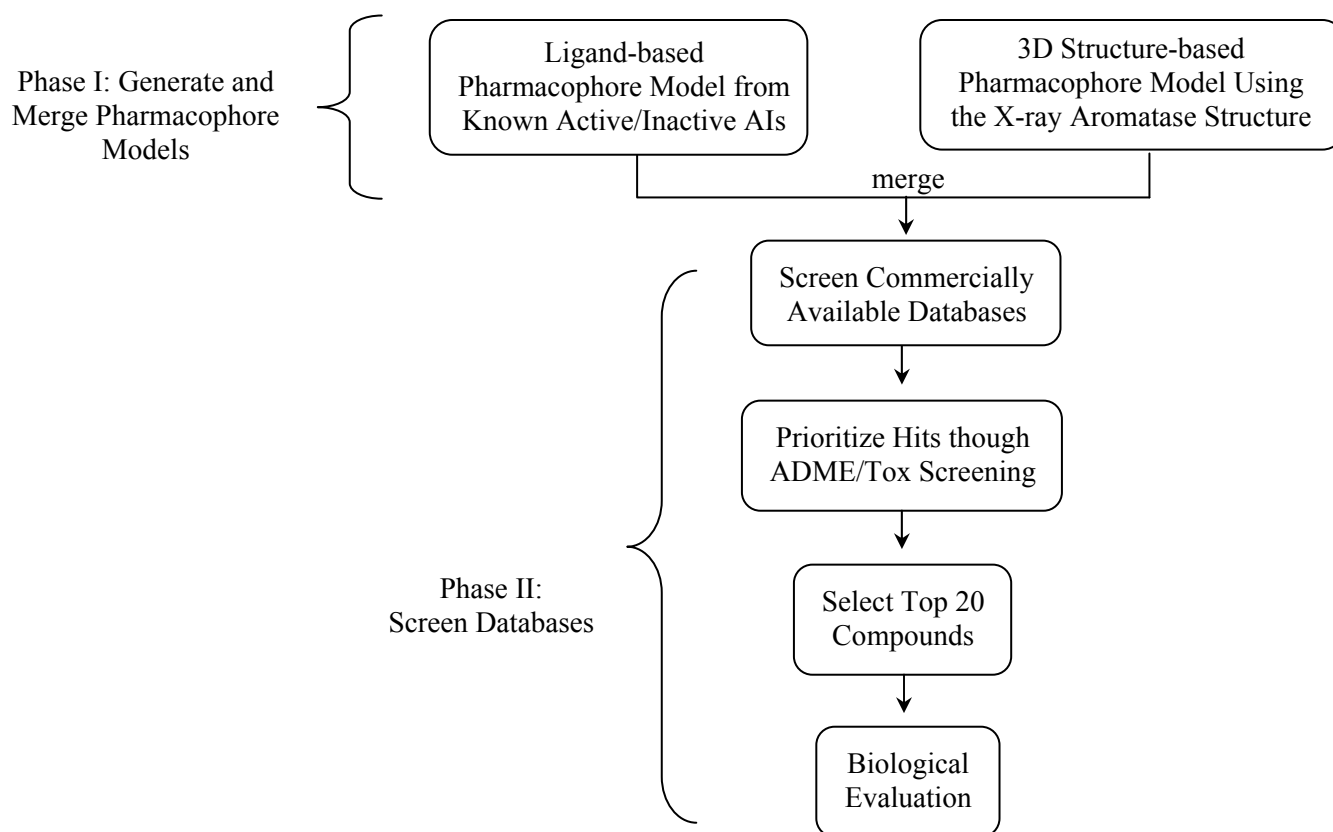 Phase I: Generate and
Merge Pharmacophore
Models
Ligand-based
Pharmacophore Model from
Known Active/Inactive AIs
3D Structure-based
Pharmacophore Model Using
the X-ray Aromatase Structure
merge
Screen Commercially
Available Databases
Prioritize Hits though
ADME/Tox Screening
Phase II:
Screen Databases
Select Top 20
Compounds
Biological
Evaluation